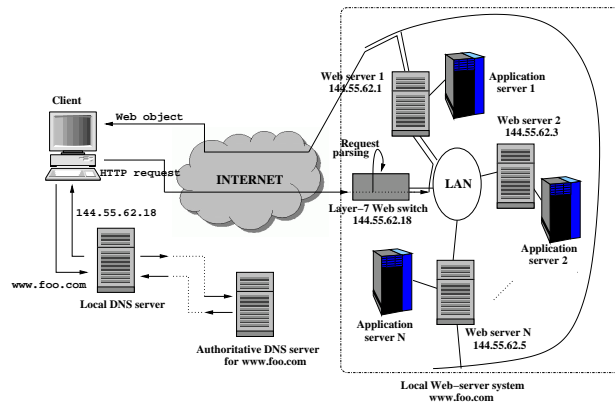 Client
Web object
HTTP request
144.55.62.18
www.foo.com
Local DNS server
Authoritative DNS server
for www.foo.com
INTERNET
Request
parsing
Layer−7 Web switch
144.55.62.18
LAN
Web server 1
144.55.62.1
Application
server 1
Web server 2
144.55.62.3
Application
server 2
Application
server N
Web server N
144.55.62.5
Local Web−server system
www.foo.com